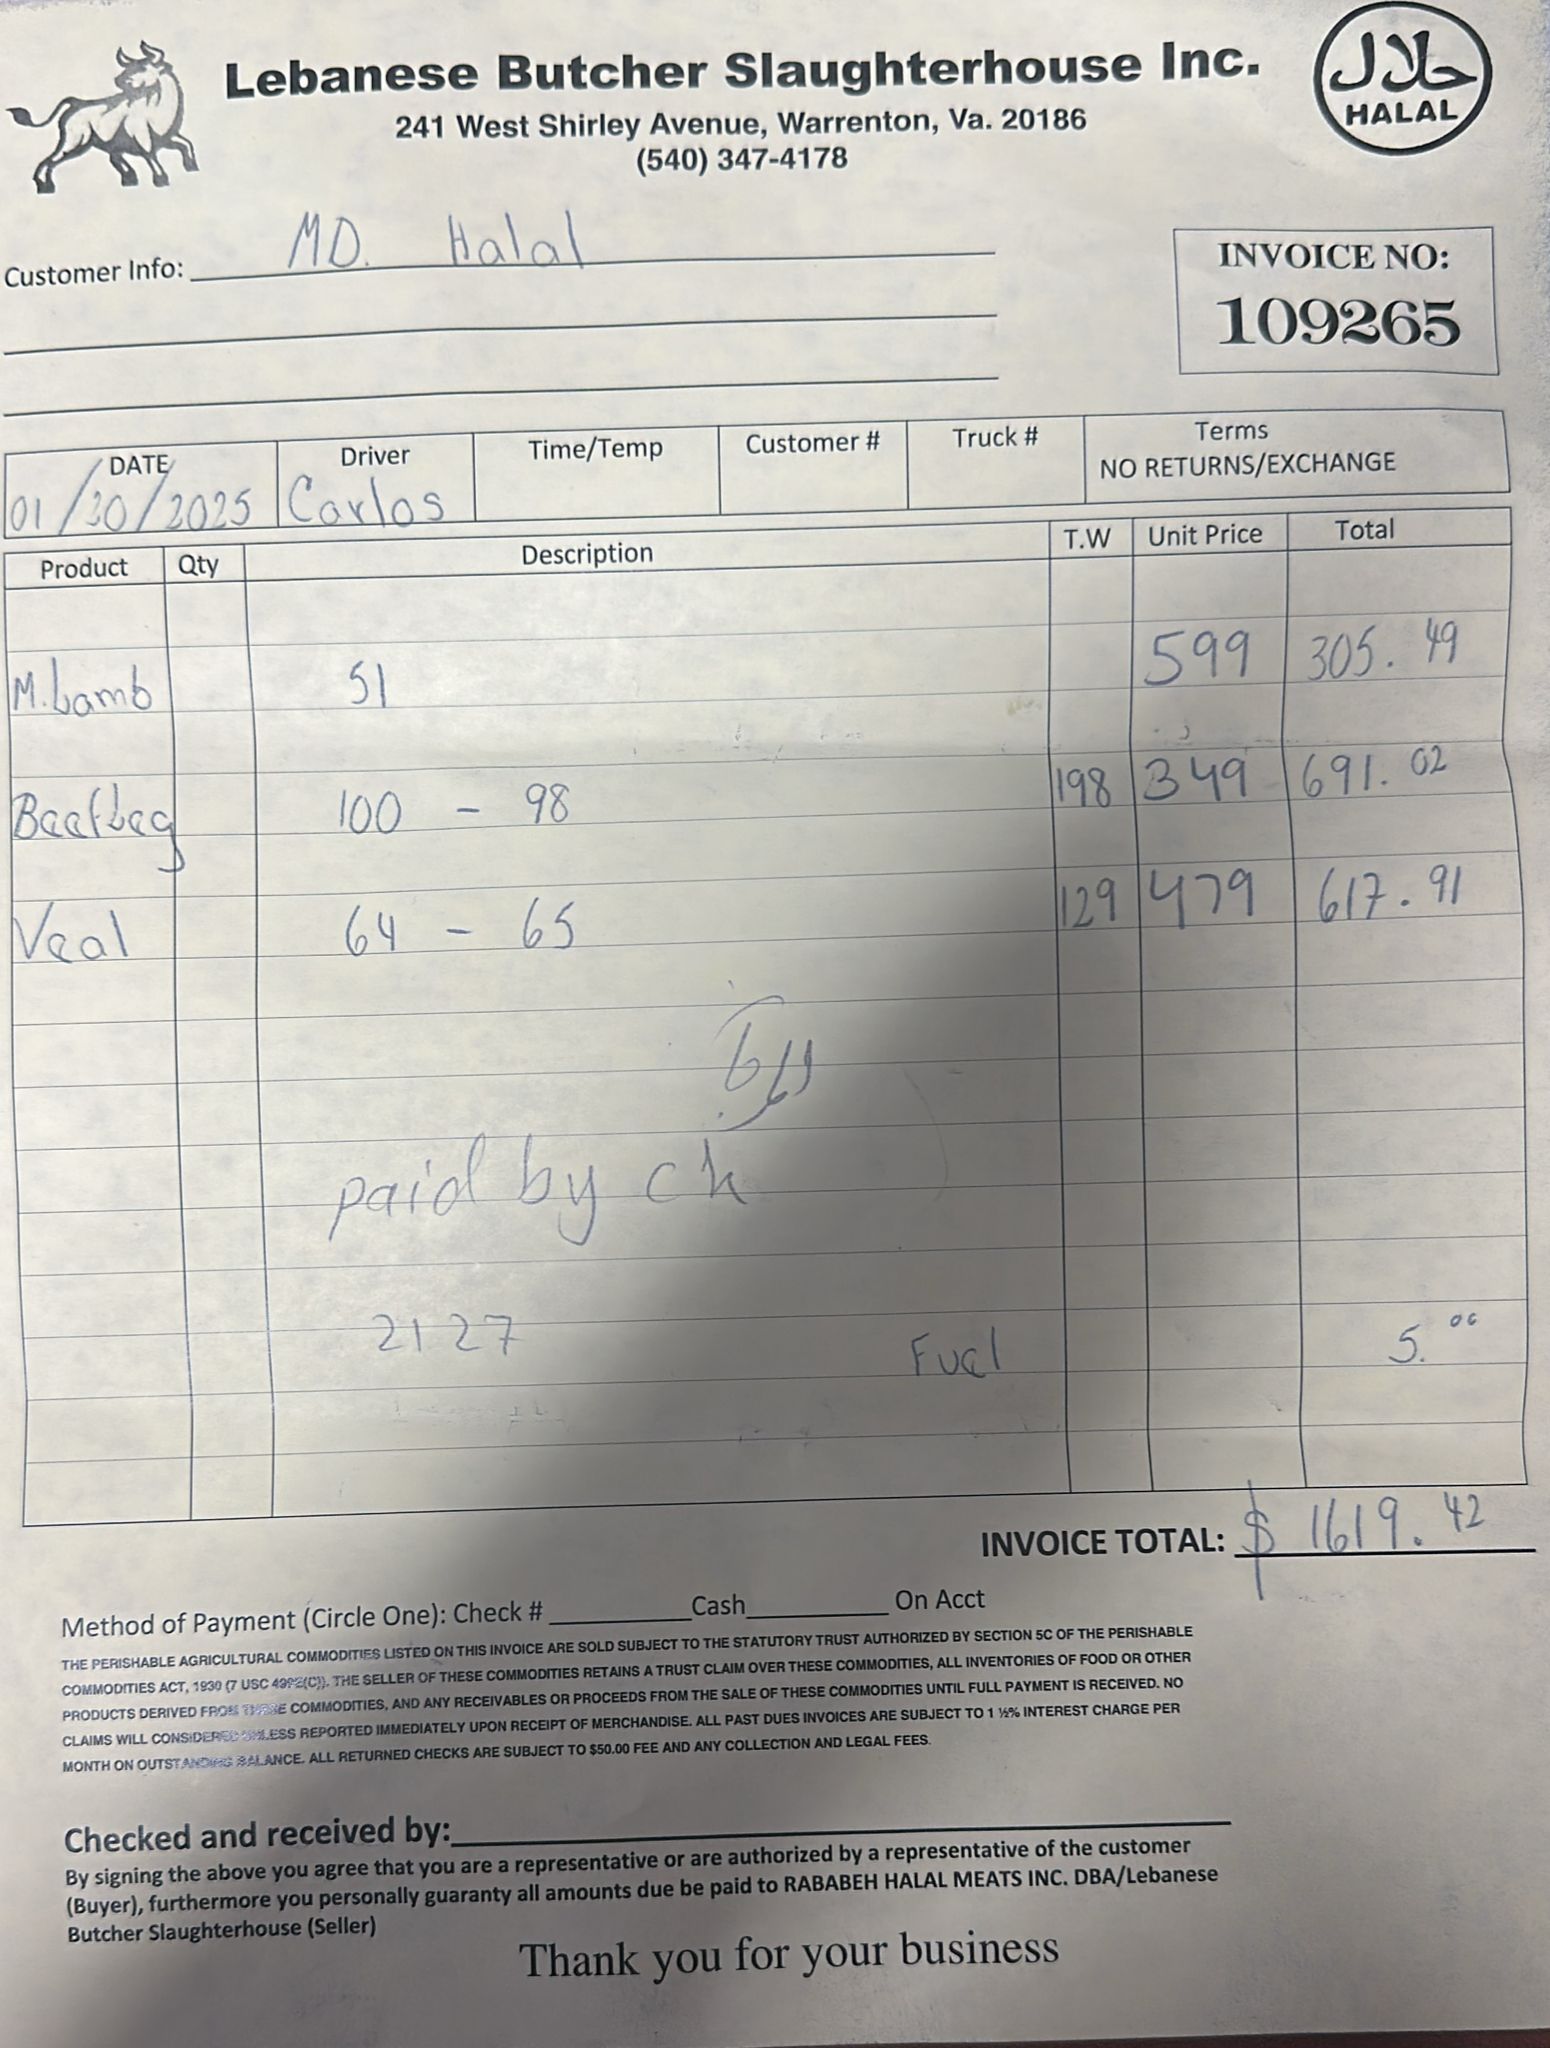 Lebanese Butcher Slaughterhouse Inc.
حلال
HALAL
241 West Shirley Avenue, Warrenton, Va. 20186
(540) 347-4178
Customer Info: MD. Halal
INVOICE NO:
109265
DATE Driver Time/Temp Customer # Truck # Terms
NO RETURNS/EXCHANGE
01/20/2025 Carlos
Product Qty Description T.W Unit Price Total
M.Lamb 51 599 305.49
BeefLeg 100 - 98 198 349 691.02
Veal 64 - 65 129 479 617.91
paid by ck
2127 Fuel 5.00
INVOICE TOTAL: $ 1619.42
Method of Payment (Circle One): Check # Cash On Acct
THE PERISHABLE AGRICULTURAL COMMODITIES LISTED ON THIS INVOICE ARE SOLD SUBJECT TO THE STATUTORY TRUST AUTHORIZED BY SECTION 5C OF THE PERISHABLE
COMMODITIES ACT, 1930 (7 USC 499E(C)). THE SELLER OF THESE COMMODITIES RETAINS A TRUST CLAIM OVER THESE COMMODITIES, ALL INVENTORIES OF FOOD OR OTHER
PRODUCTS DERIVED FROM THESE COMMODITIES, AND ANY RECEIVABLES OR PROCEEDS FROM THE SALE OF THESE COMMODITIES UNTIL FULL PAYMENT IS RECEIVED. NO
CLAIMS WILL CONSIDERED UNLESS REPORTED IMMEDIATELY UPON RECEIPT OF MERCHANDISE. ALL PAST DUES INVOICES ARE SUBJECT TO 1 ½% INTEREST CHARGE PER
MONTH ON OUTSTANDING BALANCE. ALL RETURNED CHECKS ARE SUBJECT TO $50.00 FEE AND ANY COLLECTION AND LEGAL FEES.
Checked and received by:
By signing the above you agree that you are a representative or are authorized by a representative of the customer
(Buyer), furthermore you personally guaranty all amounts due be paid to RABABEH HALAL MEATS INC. DBA/Lebanese
Butcher Slaughterhouse (Seller)
Thank you for your business